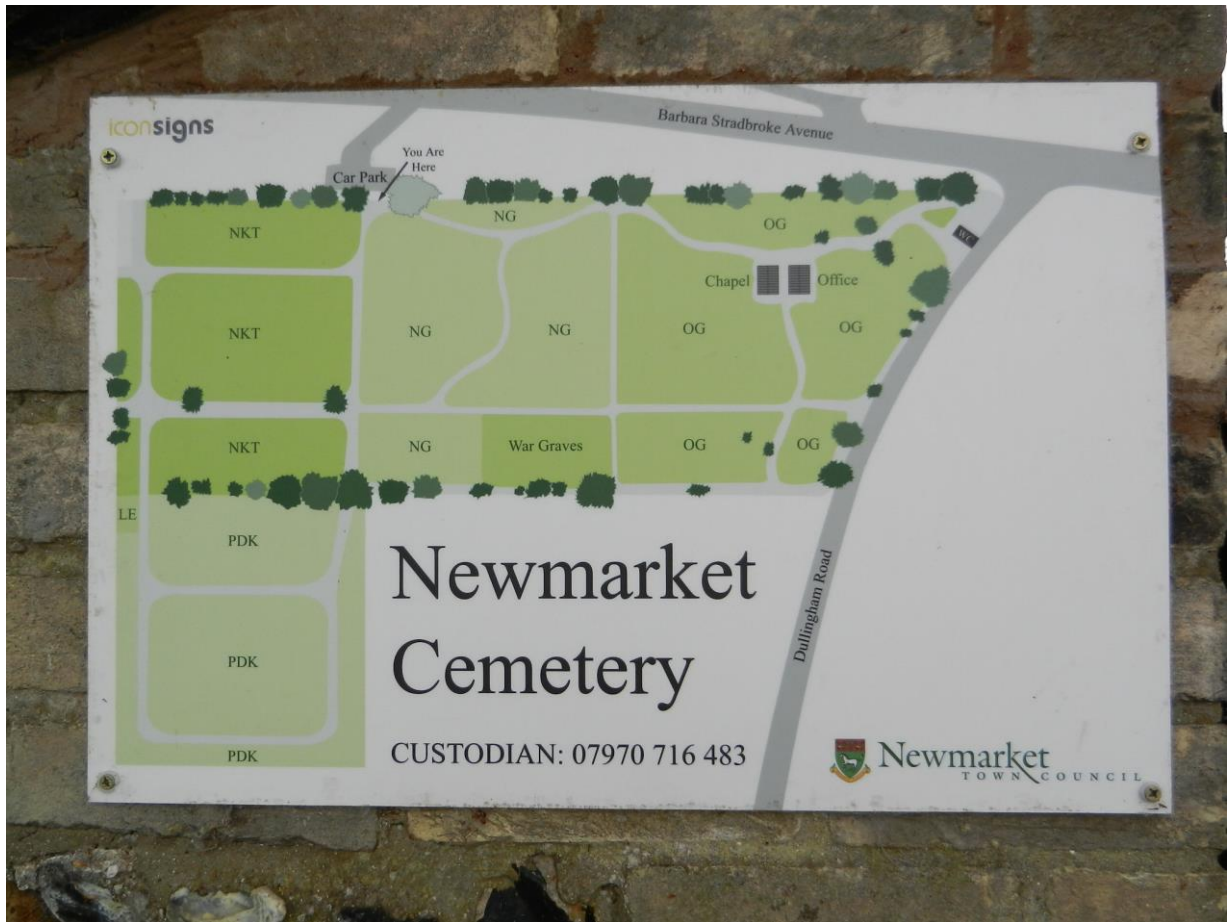 iconsigns
Barbara Stradbroke Avenue
You Are
Here
Car Park
NKT
NG
OG
WC
Chapel
Office
NKT
NG
NG
OG
OG
NKT
NG
War Graves
OG
OG
LE
PDK
PDK
PDK
Dullingham Road
Newmarket
Cemetery
CUSTODIAN: 07970 716 483
Newmarket
TOWN COUNCIL